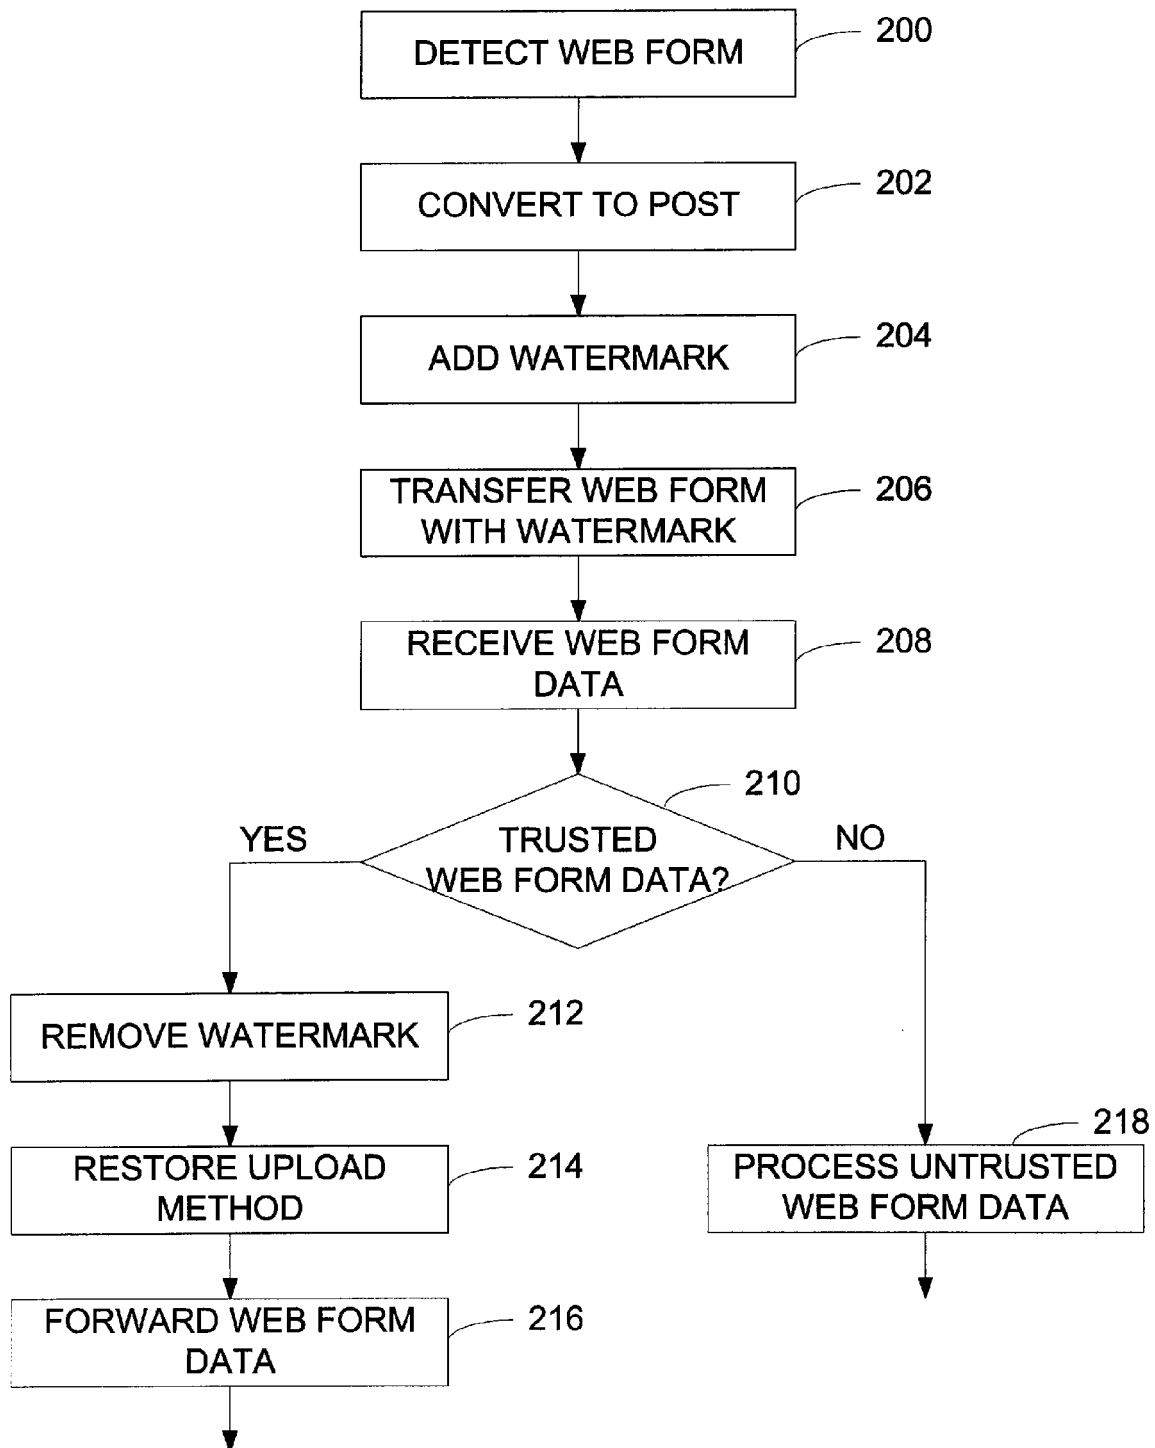 200
DETECT WEB FORM
202
CONVERT TO POST
204
ADD WATERMARK
206
TRANSFER WEB FORM
WITH WATERMARK
208
RECEIVE WEB FORM
DATA
210
YES
NO
TRUSTED
WEB FORM DATA?
212
REMOVE WATERMARK
218
214
RESTORE UPLOAD
METHOD
PROCESS UNTRUSTED
WEB FORM DATA
216
FORWARD WEB FORM
DATA